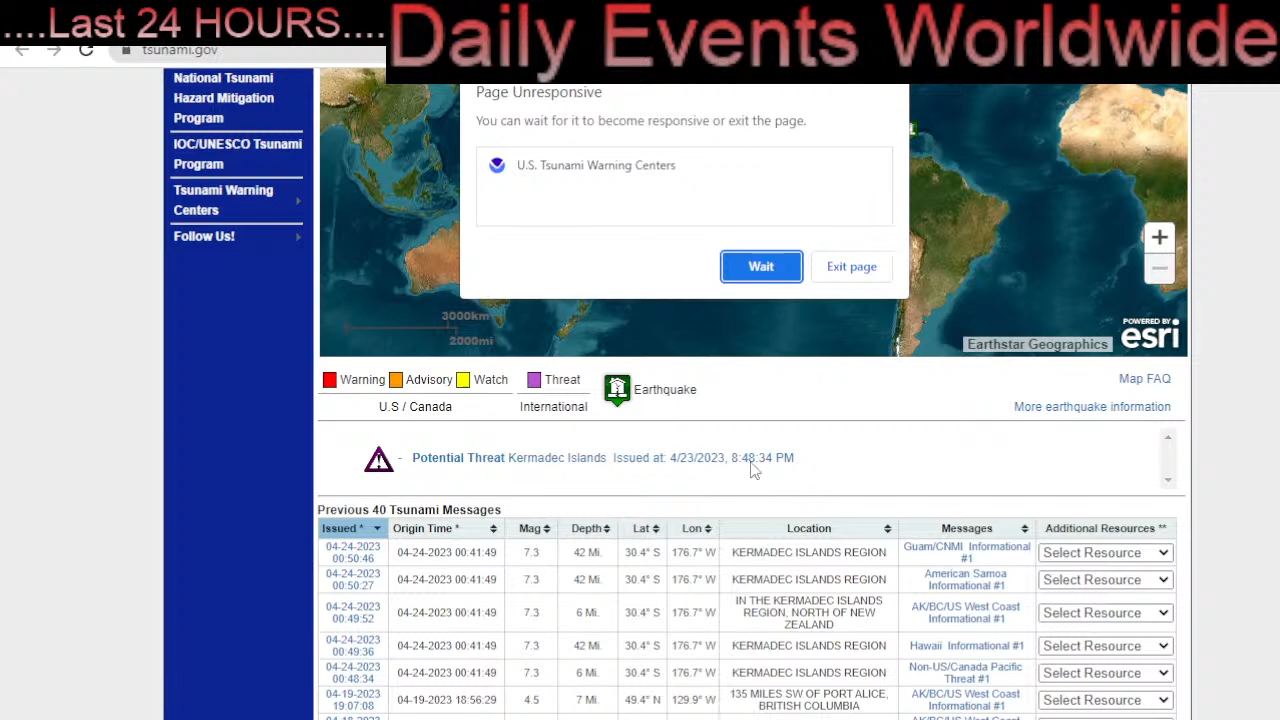 ....Last 24 HOURS....
Daily Events Worldwide
tsunami.gov
National Tsunami
Hazard Mitigation
Program
IOC/UNESCO Tsunami
Program
Tsunami Warning
Centers
Follow Us!
Page Unresponsive
You can wait for it to become responsive or exit the page.
U.S. Tsunami Warning Centers
Wait
Exit page
+
−
3000km
2000mi
Earthstar Geographics
POWERED BY
esri
Warning Advisory Watch Threat Earthquake
U.S / Canada International
Map FAQ
More earthquake information
- Potential Threat Kermadec Islands Issued at: 4/23/2023, 8:48:34 PM
Previous 40 Tsunami Messages
Issued * Origin Time * Mag Depth Lat Lon Location Messages Additional Resources **
04-24-2023
00:50:46
04-24-2023 00:41:49 7.3 42 Mi. 30.4° S 176.7° W KERMADEC ISLANDS REGION
Guam/CNMI Informational
#1
Select Resource
04-24-2023
00:50:27
04-24-2023 00:41:49 7.3 42 Mi. 30.4° S 176.7° W KERMADEC ISLANDS REGION
American Samoa
Informational #1
Select Resource
04-24-2023
00:49:52
04-24-2023 00:41:49 7.3 6 Mi. 30.4° S 176.7° W
IN THE KERMADEC ISLANDS
REGION, NORTH OF NEW
ZEALAND
AK/BC/US West Coast
Informational #1
Select Resource
04-24-2023
00:49:36
04-24-2023 00:41:49 7.3 42 Mi. 30.4° S 176.7° W KERMADEC ISLANDS REGION
Hawaii Informational #1
Select Resource
04-24-2023
00:48:34
04-24-2023 00:41:49 7.3 6 Mi. 30.4° S 176.7° W KERMADEC ISLANDS REGION
Non-US/Canada Pacific
Threat #1
Select Resource
04-19-2023
19:07:08
04-19-2023 18:56:29 4.5 7 Mi. 49.4° N 129.9° W
135 MILES SW OF PORT ALICE,
BRITISH COLUMBIA
AK/BC/US West Coast
Informational #1
Select Resource